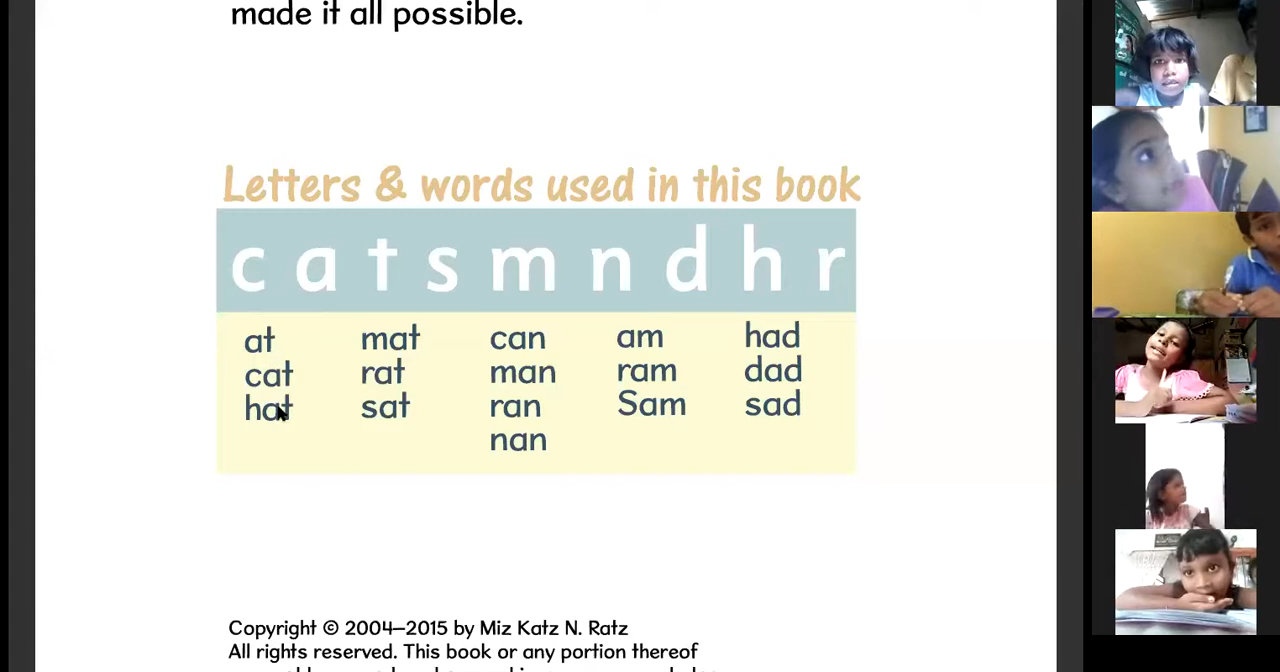 made it all possible.
Letters & words used in this book
c a t s m n d h r
at mat can am had
cat rat man ram dad
hat sat ran Sam sad
nan
Copyright © 2004–2015 by Miz Katz N. Ratz
All rights reserved. This book or any portion thereof